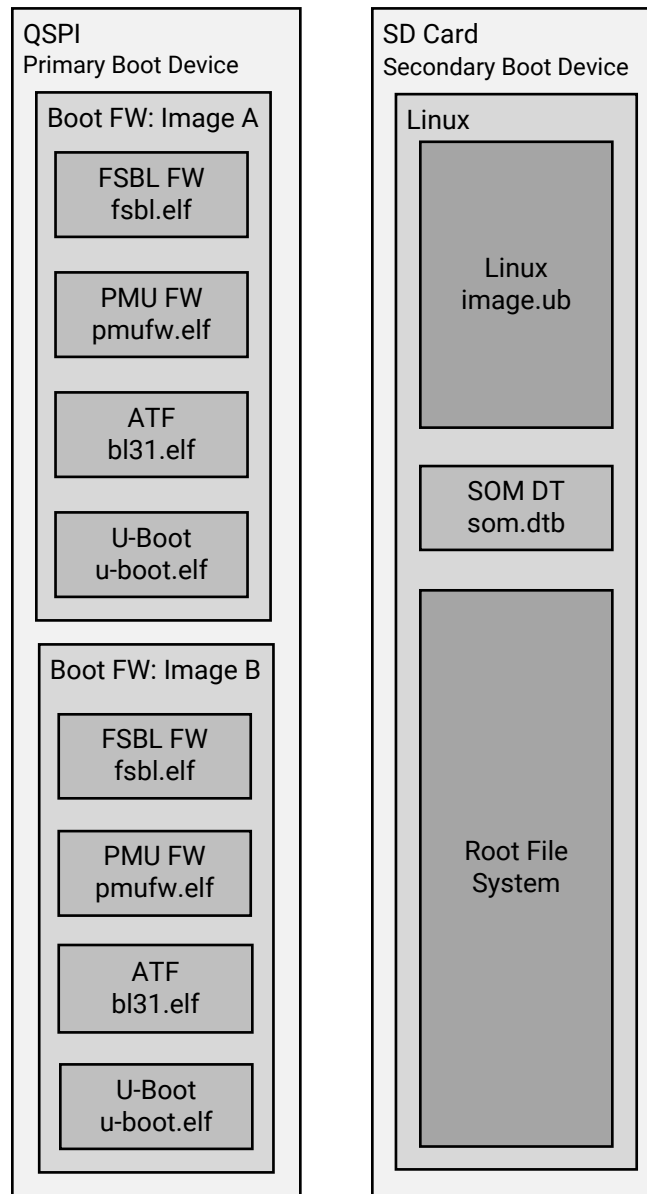 QSPI
Primary Boot Device
Boot FW: Image A
FSBL FW
fsbl.elf
PMU FW
pmufw.elf
ATF
bl31.elf
U-Boot
u-boot.elf
Boot FW: Image B
FSBL FW
fsbl.elf
PMU FW
pmufw.elf
ATF
bl31.elf
U-Boot
u-boot.elf
SD Card
Secondary Boot Device
Linux
Linux
image.ub
SOM DT
som.dtb
Root File
System